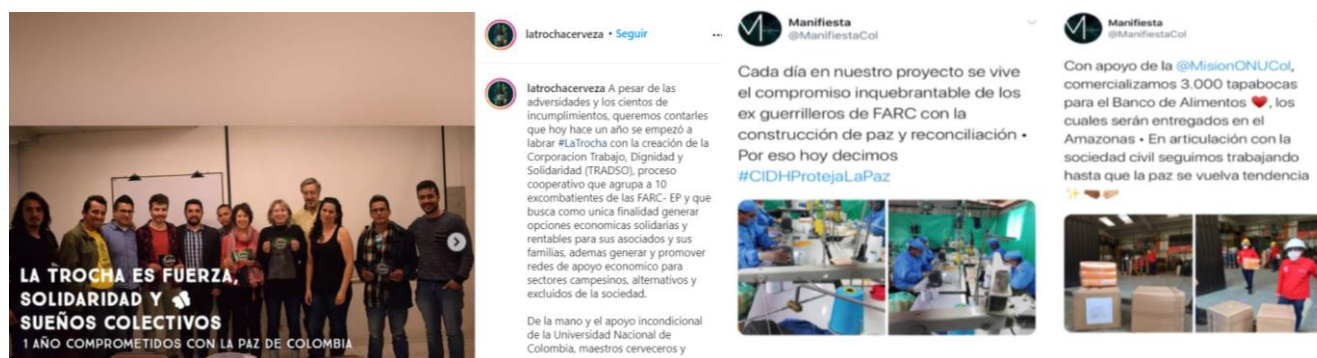 LA TROCHA ES FUERZA,
SOLIDARIDAD Y
SUEÑOS COLECTIVOS
1 AÑO COMPROMETIDOS CON LA PAZ DE COLOMBIA
latrochacerveza • Seguir
latrochacerveza A pesar de las
adversidades y los cientos de
incumplimientos, queremos contarles
que hoy hace un año se empezó a
labrar #LaTrocha con la creación de la
Corporacion Trabajo, Dignidad y
Solidaridad (TRADSO), proceso
cooperativo que agrupa a 10
excombatientes de las FARC- EP y que
busca como unica finalidad generar
opciones economicas solidarias y
rentables para sus asociados y sus
familias, ademas generar y promover
redes de apoyo economico para
sectores campesinos, alternativos y
excluidos de la sociedad.
De la mano y el apoyo incondicional
de la Universidad Nacional de
Colombia, maestros cerveceros y
Manifiesta
@ManifiestaCol
Cada día en nuestro proyecto se vive
el compromiso inquebrantable de los
ex guerrilleros de FARC con la
construcción de paz y reconciliación •
Por eso hoy decimos
#CIDHProtejaLaPaz
Manifiesta
@ManifiestaCol
Con apoyo de la @MisionONUCol,
comercializamos 3.000 tapabocas
para el Banco de Alimentos ❤️, los
cuales serán entregados en el
Amazonas • En articulación con la
sociedad civil seguimos trabajando
hasta que la paz se vuelva tendencia